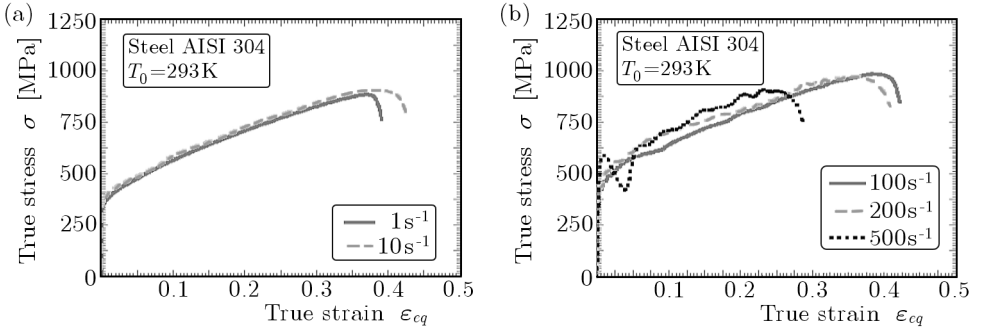 (a)
1250
1000
750
500
250
0
True stress σ [MPa]
Steel AISI 304
T₀=293K
1s⁻¹
10s⁻¹
0.1 0.2 0.3 0.4 0.5
True strain εeq
(b)
1250
1000
750
500
250
0
True stress σ [MPa]
Steel AISI 304
T₀=293K
100s⁻¹
200s⁻¹
500s⁻¹
0.1 0.2 0.3 0.4 0.5
True strain εeq